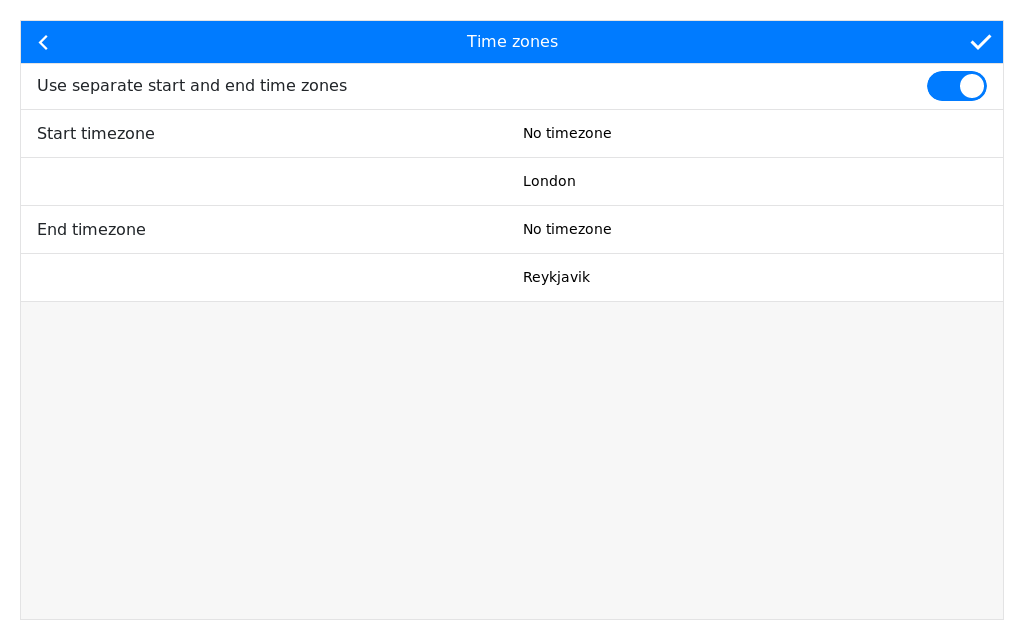 Time zones
Use separate start and end time zones
Start timezone
No timezone
London
End timezone
No timezone
Reykjavik